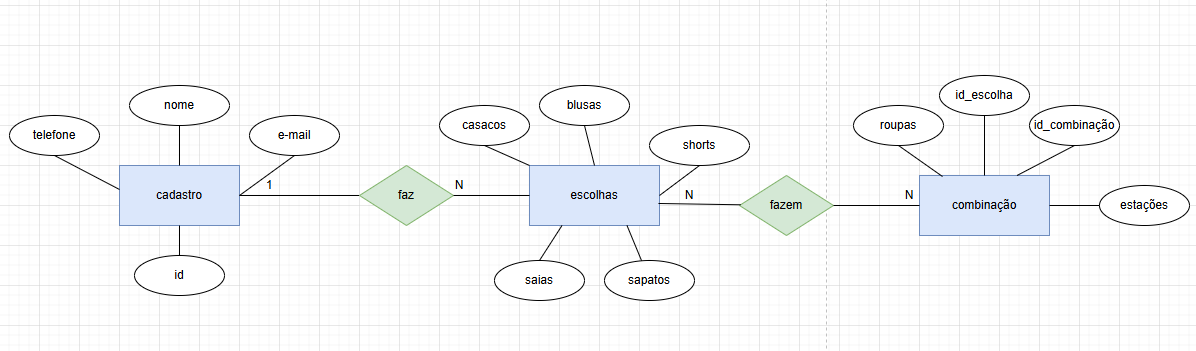 telefone
nome
e-mail
cadastro
id
1
faz
N
casacos
blusas
shorts
escolhas
saias
sapatos
N
fazem
N
roupas
id_escolha
id_combinação
combinação
estações